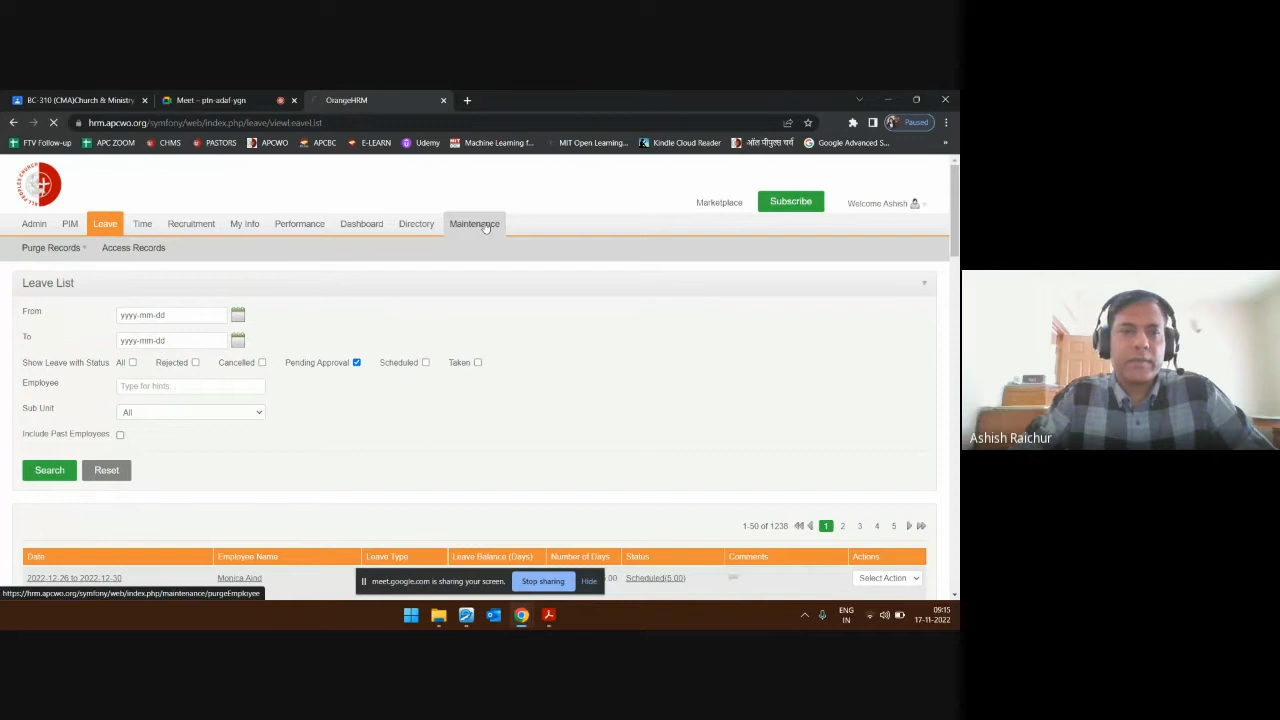 BC-310 (CMA)Church & Ministry
Meet – ptn-adaf-ygn
OrangeHRM
hrm.apcwo.org/symfony/web/index.php/leave/viewLeaveList
Paused
FTV Follow-up
APC ZOOM
CHMS
PASTORS
APCWO
APCBC
E-LEARN
Udemy
Machine Learning f...
MIT Open Learning...
Kindle Cloud Reader
ऑल पीपुल्स चर्च
Google Advanced S...
Marketplace
Subscribe
Welcome Ashish
Admin
PIM
Leave
Time
Recruitment
My Info
Performance
Dashboard
Directory
Maintenance
Purge Records
Access Records
Leave List
From
yyyy-mm-dd
To
yyyy-mm-dd
Show Leave with Status
All
Rejected
Cancelled
Pending Approval
Scheduled
Taken
Employee
Type for hints...
Sub Unit
All
Include Past Employees
Search
Reset
1-50 of 1238
1
2
3
4
5
Date
Employee Name
Leave Type
Leave Balance (Days)
Number of Days
Status
Comments
Actions
2022-12-26 to 2022-12-30
Monica Aind
meet.google.com is sharing your screen.
Stop sharing
Hide
.00
Scheduled(5.00)
Select Action
https://hrm.apcwo.org/symfony/web/index.php/maintenance/purgeEmployee
ENG
IN
09:15
17-11-2022
Ashish Raichur